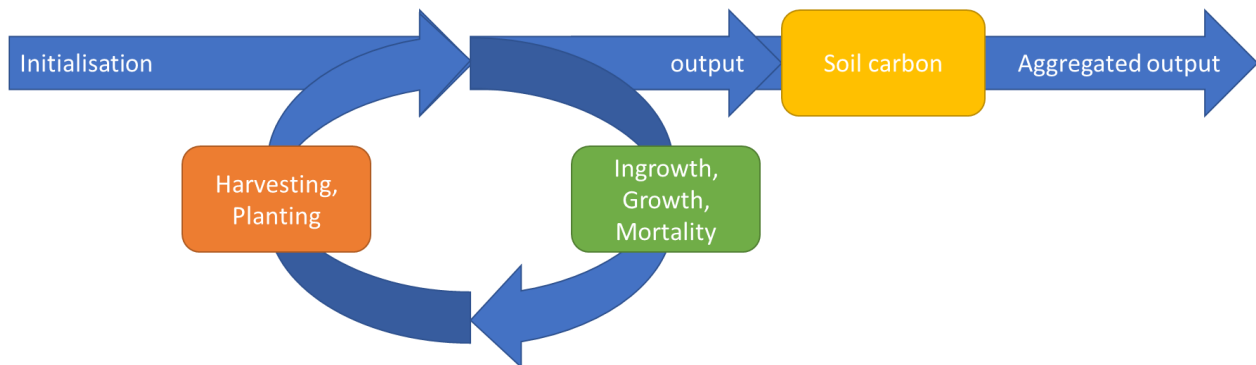 Initialisation
output
Soil carbon
Aggregated output
Harvesting,
Planting
Ingrowth,
Growth,
Mortality